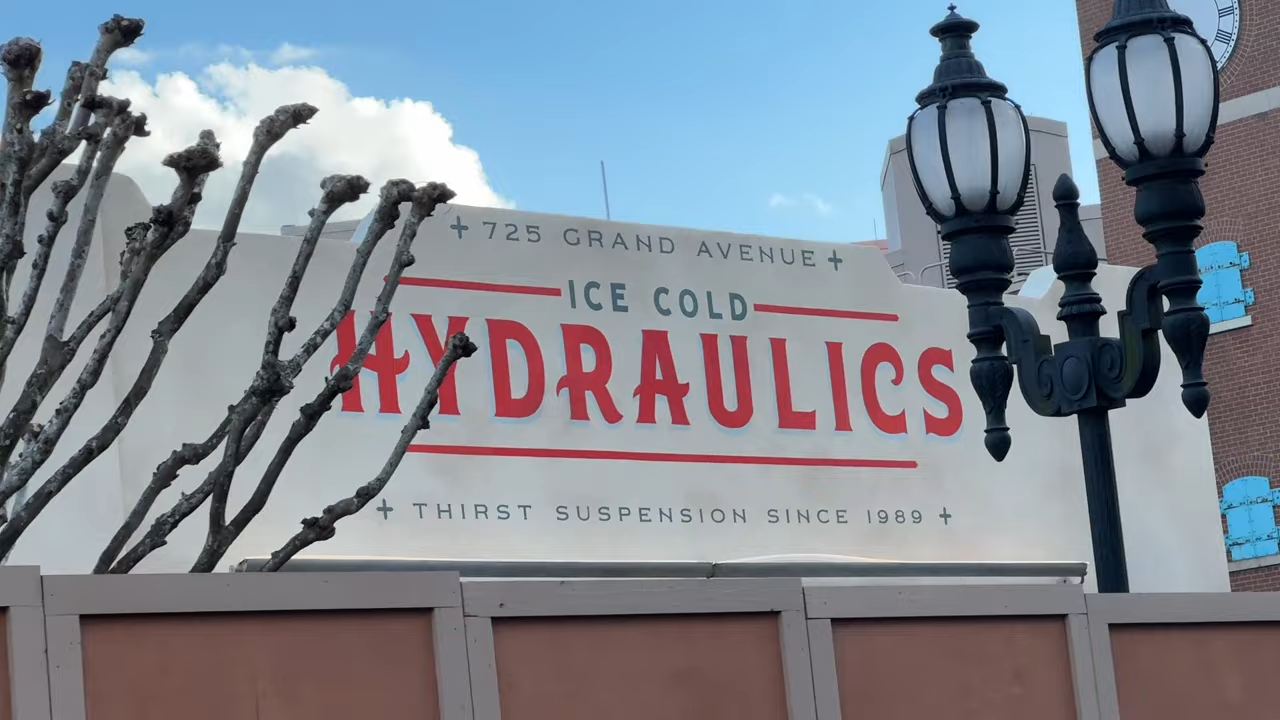 + 725 GRAND AVENUE +
ICE COLD
HYDRAULICS
+ THIRST SUSPENSION SINCE 1989 +